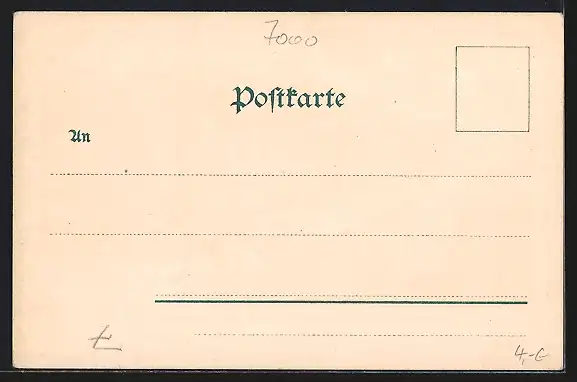 7000
Postkarte
An
4,-€